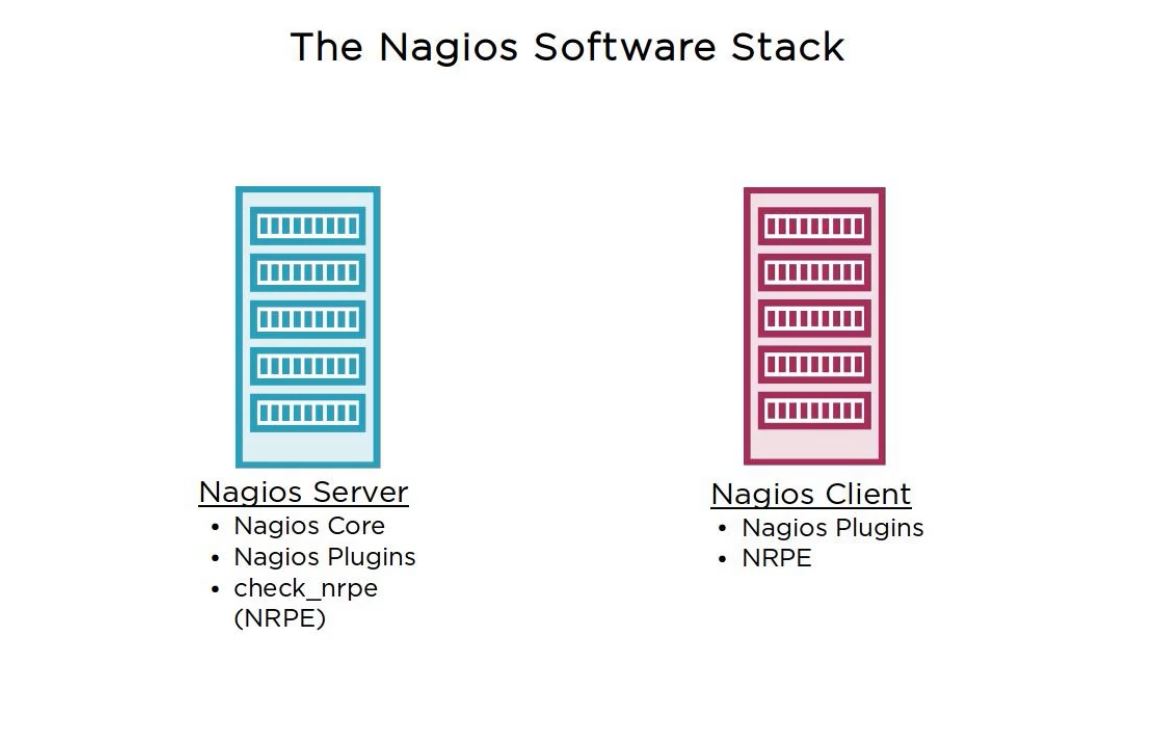 The Nagios Software Stack
Nagios Server
• Nagios Core
• Nagios Plugins
• check_nrpe
(NRPE)
Nagios Client
• Nagios Plugins
• NRPE